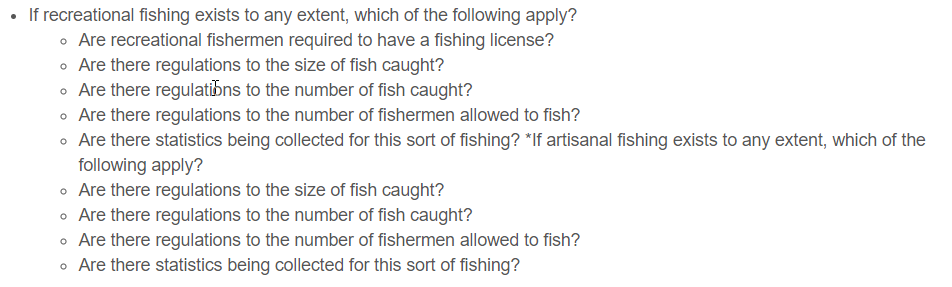 • If recreational fishing exists to any extent, which of the following apply?
◦ Are recreational fishermen required to have a fishing license?
◦ Are there regulations to the size of fish caught?
◦ Are there regulations to the number of fish caught?
◦ Are there regulations to the number of fishermen allowed to fish?
◦ Are there statistics being collected for this sort of fishing? *If artisanal fishing exists to any extent, which of the
following apply?
◦ Are there regulations to the size of fish caught?
◦ Are there regulations to the number of fish caught?
◦ Are there regulations to the number of fishermen allowed to fish?
◦ Are there statistics being collected for this sort of fishing?